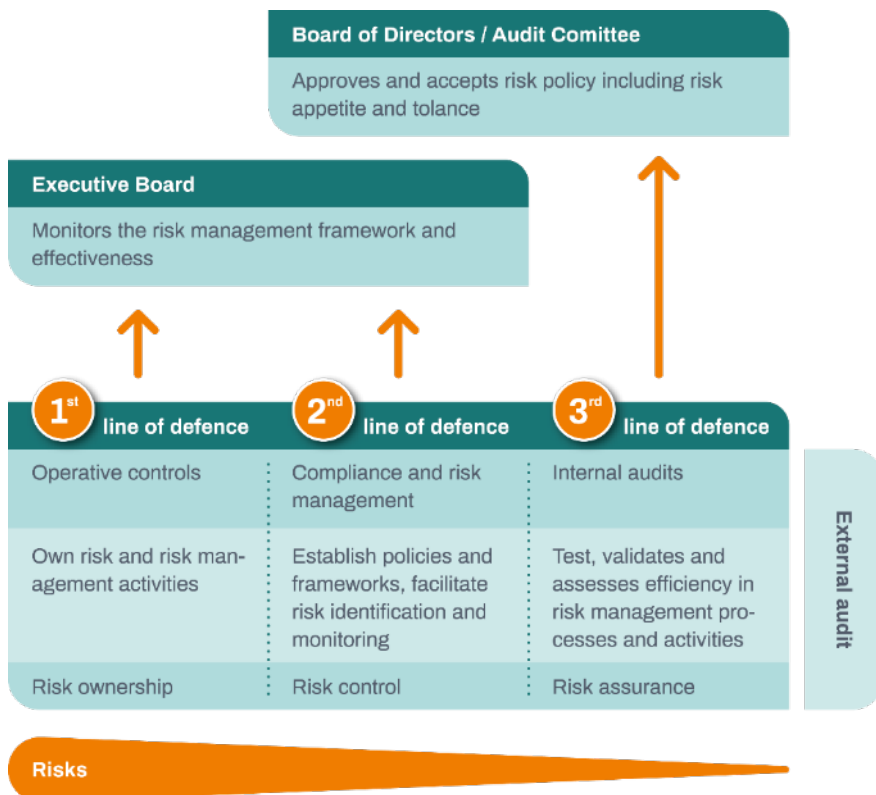 Board of Directors / Audit Comittee
Approves and accepts risk policy including risk
appetite and tolance
Executive Board
Monitors the risk management framework and
effectiveness
1st line of defence
Operative controls
Own risk and risk man-
agement activities
Risk ownership
2nd line of defence
Compliance and risk
management
Establish policies and
frameworks, facilitate
risk identification and
monitoring
Risk control
3rd line of defence
Internal audits
Test, validates and
assesses efficiency in
risk management pro-
cesses and activities
Risk assurance
External audit
Risks